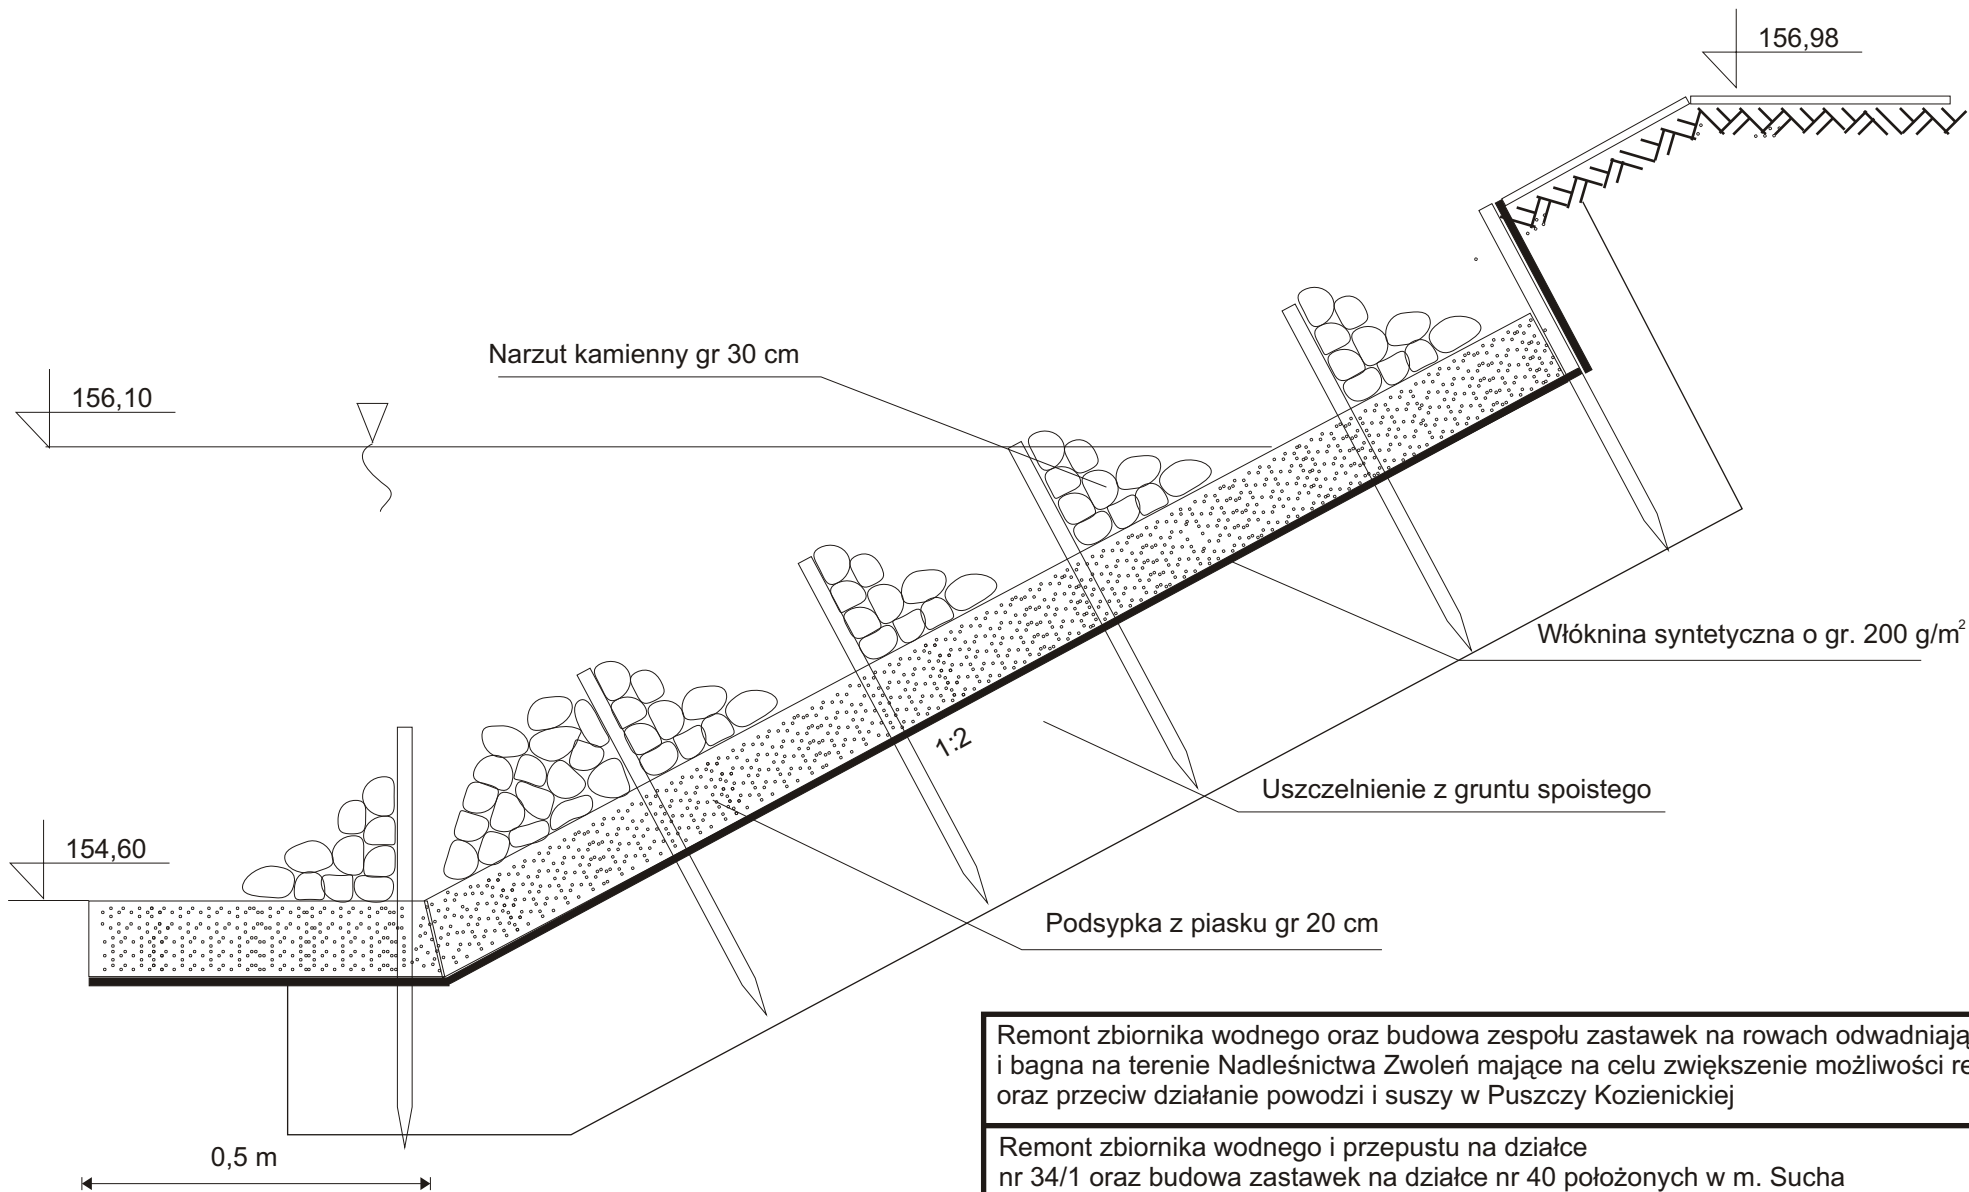 156,98
Narzut kamienny gr 30 cm
156,10
Włóknina syntetyczna o gr. 200 g/m²
1:2
Uszczelnienie z gruntu spoistego
154,60
Podsypka z piasku gr 20 cm
0,5 m
Remont zbiornika wodnego oraz budowa zespołu zastawek na rowach
i bagna na terenie Nadleśnictwa Zwoleń mające na celu zwiększenie możliwości
oraz przeciw działanie powodzi i suszy w Puszczy Kozienickiej
Remont zbiornika wodnego i przepustu na działce
nr 34/1 oraz budowa zastawek na działce nr 40 położonych w m. Sucha